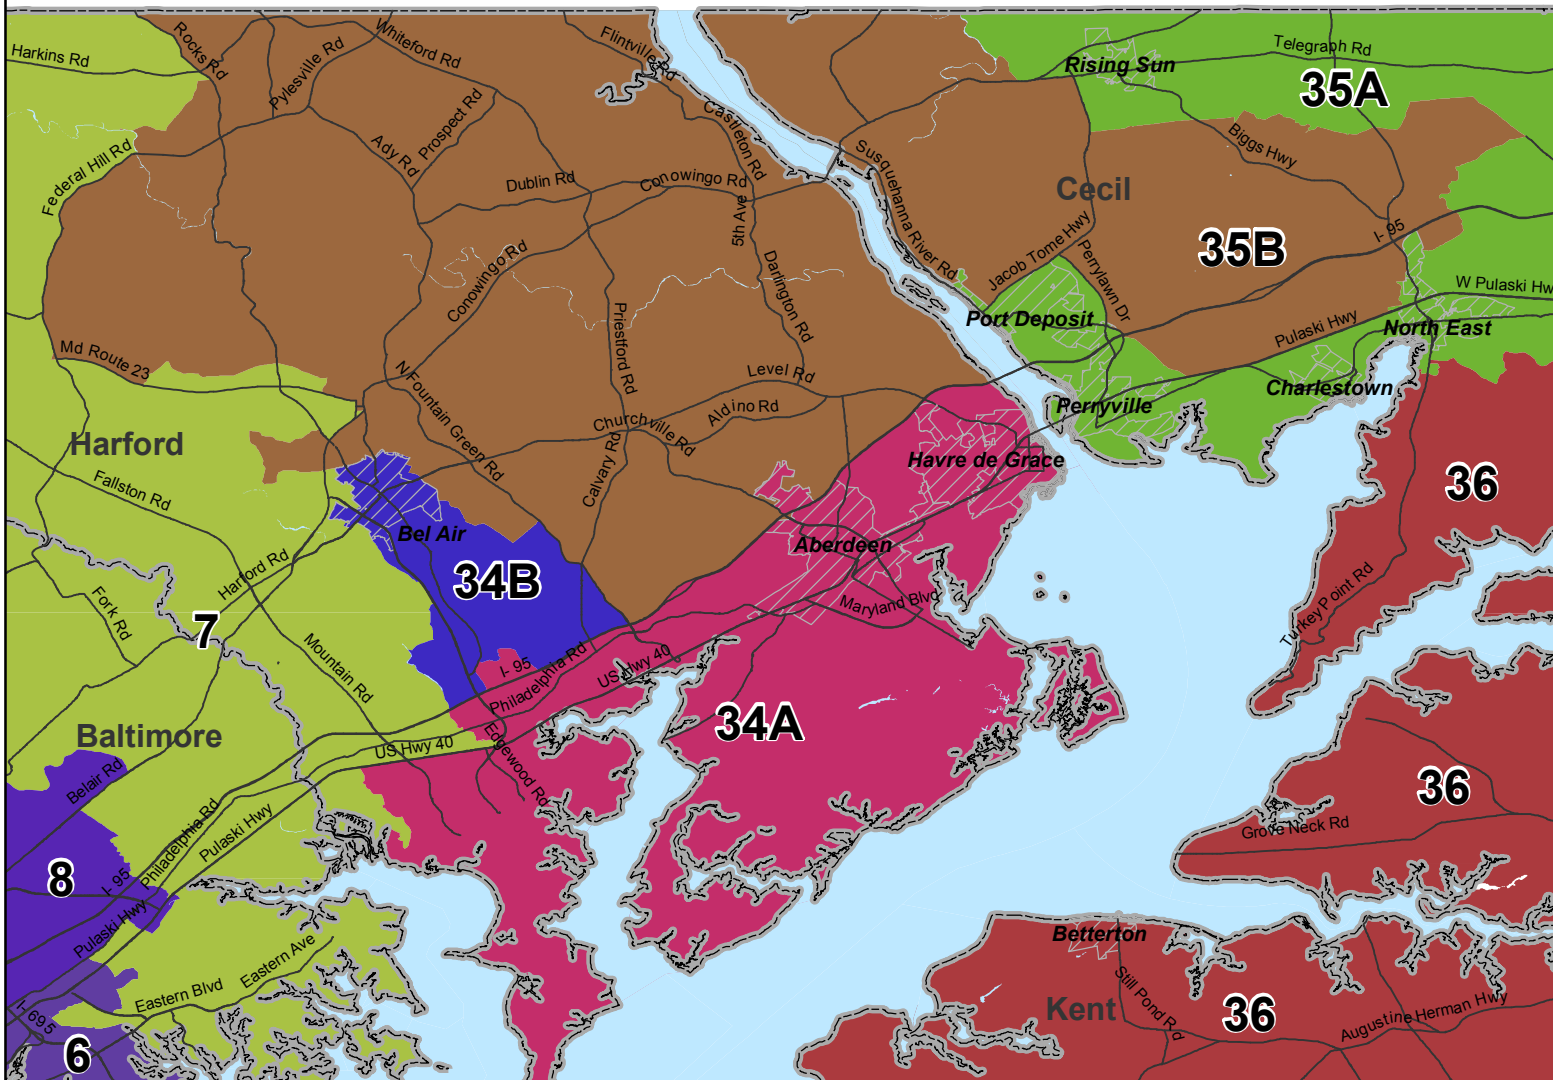 Harkins Rd
Rocks Rd
Pylesville Rd
Whiteford Rd
Flintville Rd
Rising Sun
Telegraph Rd
35A
Federal Hill Rd
Ady Rd
Prospect Rd
Castleton Rd
Susquehanna River Rd
Biggs Hwy
Dublin Rd
Conowingo Rd
5th Ave
Cecil
Conowingo Rd
Darlington Rd
Jacob Tome Hwy
Perrylawn Dr
35B
I- 95
W Pulaski Hw
Port Deposit
Pulaski Hwy
North East
Md Route 23
N Fountain Green Rd
Priestford Rd
Level Rd
Aldino Rd
Perryville
Charlestown
Harford
Churchville Rd
Calvary Rd
Havre de Grace
36
Fallston Rd
Bel Air
Aberdeen
34B
Harford Rd
Maryland Blvd
Fork Rd
7
Turkey Point Rd
Mountain Rd
I- 95
Philadelphia Rd
US Hwy 40
34A
Baltimore
US Hwy 40
Edgewood Rd
36
Belair Rd
Philadelphia Rd
Pulaski Hwy
Grove Neck Rd
8
I- 95
Pulaski Hwy
Betterton
Eastern Ave
Eastern Blvd
Still Pond Rd
Kent
36
Augustine Herman Hwy
I- 695
6